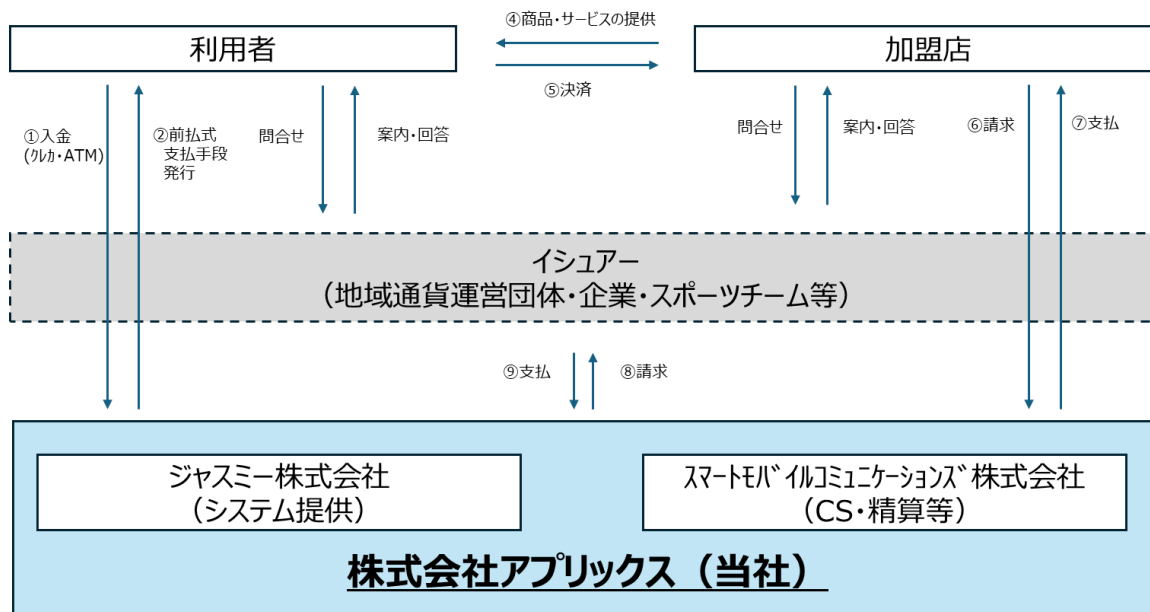 ④商品・サービスの提供
利用者
加盟店
⑤決済
①入金
(ｸﾚｶ・ATM)
②前払式
支払手段
発行
問合せ
案内・回答
問合せ
案内・回答
⑥請求
⑦支払
イシュアー
（地域通貨運営団体・企業・スポーツチーム等）
⑨支払
⑧請求
ジャスミー株式会社
（システム提供）
ｽﾏｰﾄﾓﾊﾞｲﾙｺﾐｭﾆｹｰｼｮﾝｽﾞ株式会社
（CS・精算等）
株式会社アプリックス（当社）